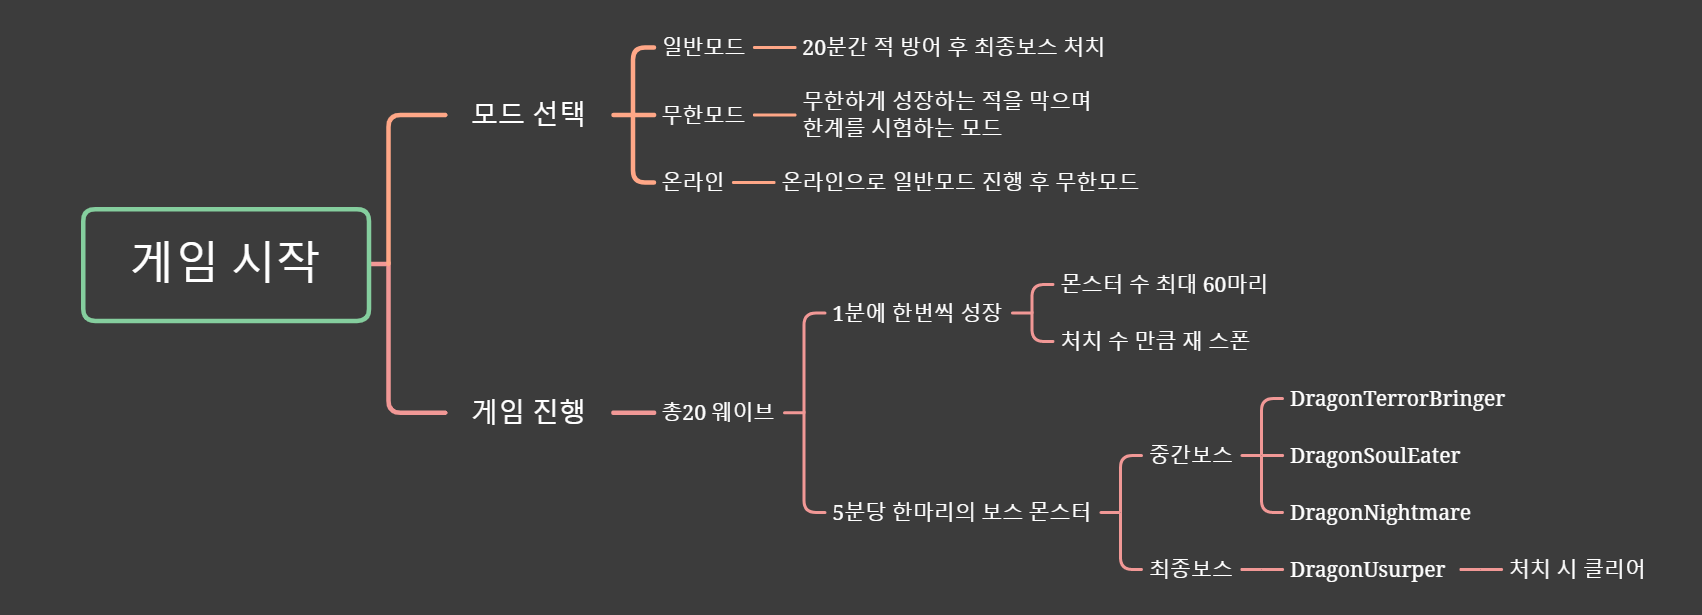 게임 시작
모드 선택
일반모드
20분간 적 방어 후 최종보스 처치
무한모드
무한하게 성장하는 적을 막으며
한계를 시험하는 모드
온라인
온라인으로 일반모드 진행 후 무한모드
게임 진행
총20 웨이브
1분에 한번씩 성장
몬스터 수 최대 60마리
처치 수 만큼 재 스폰
5분당 한마리의 보스 몬스터
중간보스
DragonTerrorBringer
DragonSoulEater
DragonNightmare
최종보스
DragonUsurper
처치 시 클리어